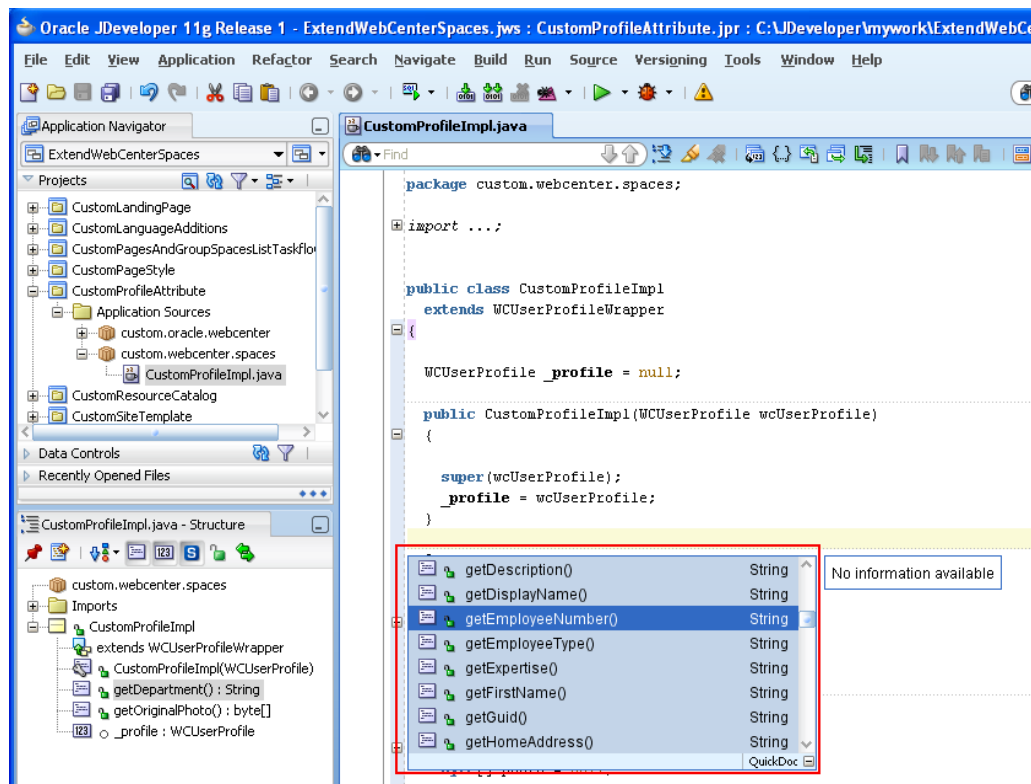 Oracle JDeveloper 11g Release 1 - ExtendWebCenterSpaces.jws : CustomProfileAttribute.jpr : C:\JDeveloper\mywork\ExtendWebCe
File Edit View Application Refactor Search Navigate Build Run Source Versioning Tools Window Help
Application Navigator
ExtendWebCenterSpaces
Projects
CustomLandingPage
CustomLanguageAdditions
CustomPagesAndGroupSpacesListTaskflo
CustomPageStyle
CustomProfileAttribute
Application Sources
custom.oracle.webcenter
custom.webcenter.spaces
CustomProfileImpl.java
CustomResourceCatalog
CustomSiteTemplate
Data Controls
Recently Opened Files
CustomProfileImpl.java - Structure
custom.webcenter.spaces
Imports
CustomProfileImpl
extends WCUserProfileWrapper
CustomProfileImpl(WCUserProfile)
getDepartment() : String
getOriginalPhoto() : byte[]
_profile : WCUserProfile
CustomProfileImpl.java
Find
package custom.webcenter.spaces;
import ...;
public class CustomProfileImpl
extends WCUserProfileWrapper
{
WCUserProfile _profile = null;
public CustomProfileImpl(WCUserProfile wcUserProfile)
{
super(wcUserProfile);
_profile = wcUserProfile;
}
getDescription() String
getDisplayName() String
getEmployeeNumber() String
getEmployeeType() String
getExpertise() String
getFirstName() String
getGuid() String
getHomeAddress() String
QuickDoc
No information available